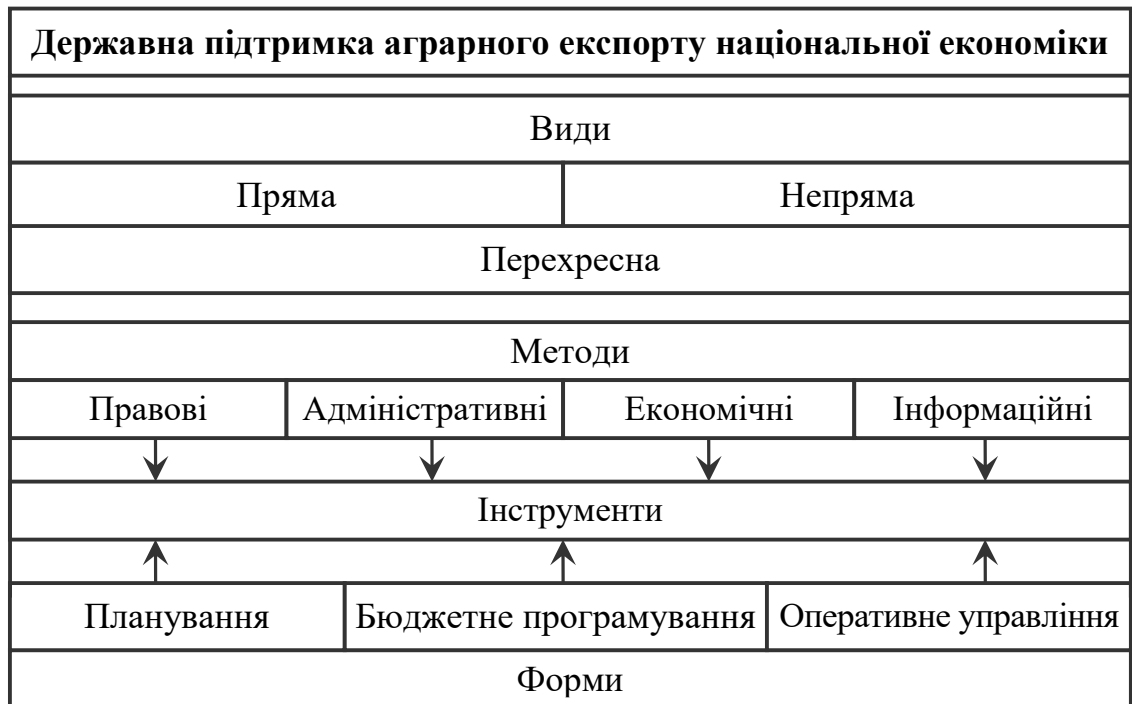 Державна підтримка аграрного експорту національної економіки
Види
Пряма
Непряма
Перехресна
Методи
Правові
Адміністративні
Економічні
Інформаційні
Інструменти
Планування
Бюджетне програмування
Оперативне управління
Форми